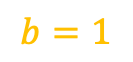 b = 1